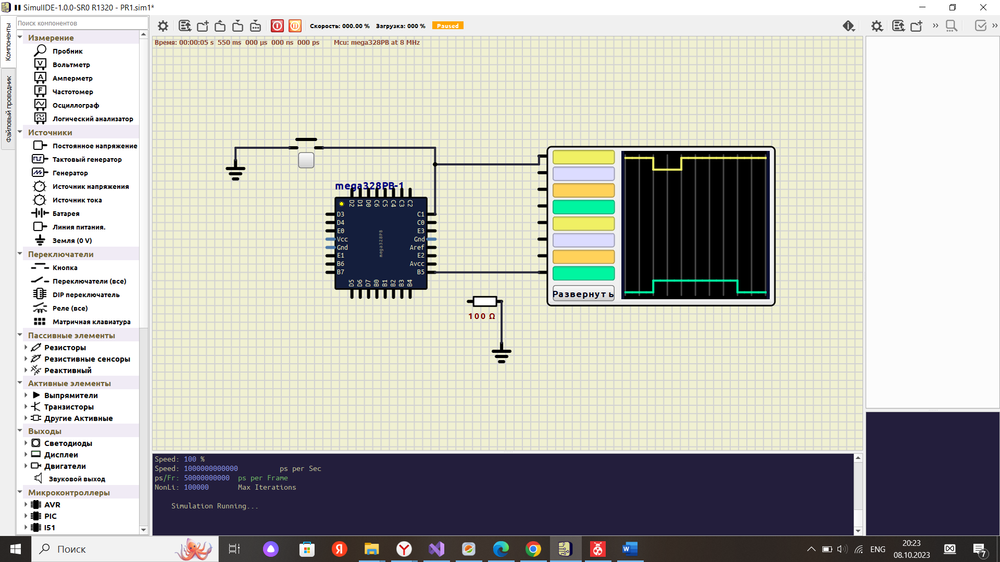 SimulIDE-1.0.0-SR0 R1320 - PR1.sim1*
Компоненты
Файловый проводник
Поиск компонентов
Измерение
Пробник
Вольтметр
Амперметр
Частотомер
Осциллограф
Логический анализатор
Источники
Постоянное напряжение
Тактовый генератор
Генератор
Источник напряжения
Источник тока
Батарея
Линия питания.
Земля (0 V)
Переключатели
Кнопка
Переключатели (все)
DIP переключатель
Реле (все)
Матричная клавиатура
Пассивные элементы
Резисторы
Резистивные сенсоры
Реактивный
Активные элементы
Выпрямители
Транзисторы
Другие Активные
Выходы
Светодиоды
Дисплеи
Двигатели
Звуковой выход
Микроконтроллеры
AVR
PIC
I51
Скорость: 000.00 % Загрузка: 000 % Paused
Время: 00:00:05 s 550 ms 000 μs 000 ns 000 ps Mcu: mega328PB at 8 MHz
mega328PB-1
D2 D1 D0 C6 C5 C4 C3 C2
D3 C1
D4 C0
E0 E3
Vcc Gnd
Gnd Aref
E1 E2
B6 Avcc
B7 B5
mega328PB
D5 D6 D7 B0 B1 B2 B3 B4
100 Ω
Развернуть
Speed: 100 %
Speed: 1000000000000 ps per Sec
ps/Fr: 50000000000 ps per Frame
NonLi: 100000 Max Iterations
Simulation Running...
Поиск
ENG
20:23
08.10.2023
7